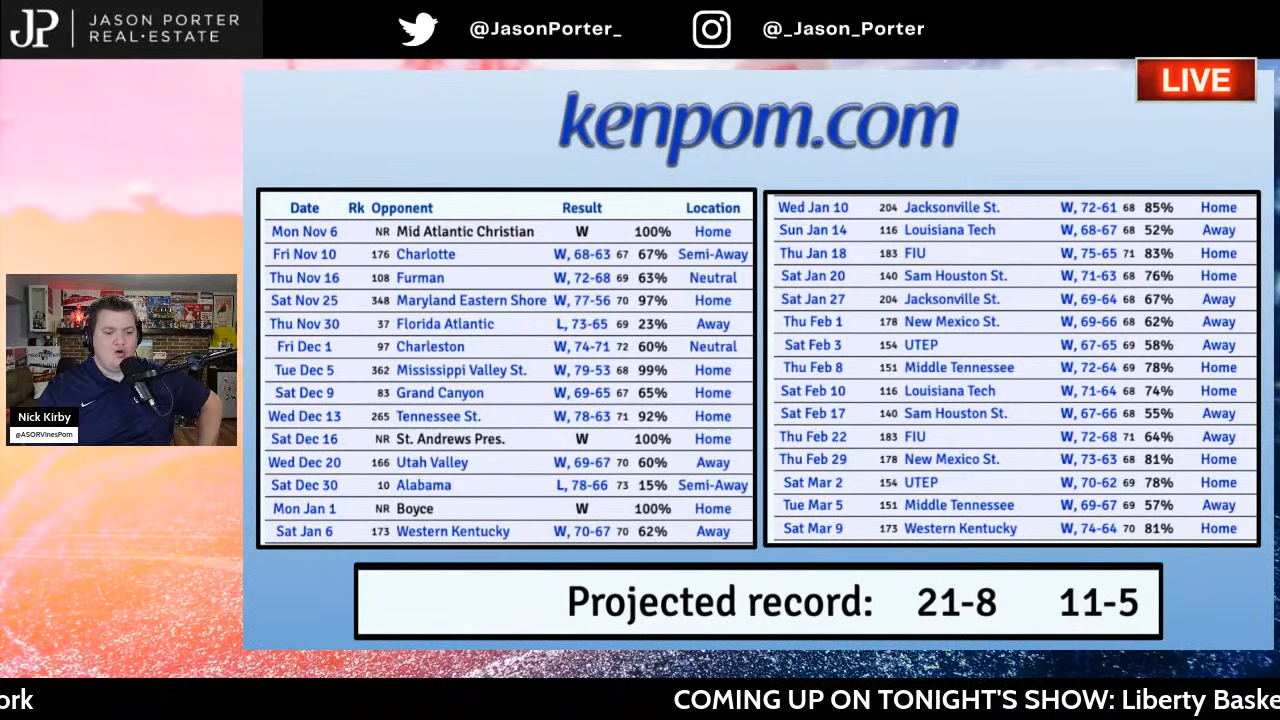 JP | JASON PORTER
REAL•ESTATE
@JasonPorter_
@_Jason_Porter
LIVE
kenpom.com
Date Rk Opponent Result Location
Mon Nov 6 NR Mid Atlantic Christian W 100% Home
Fri Nov 10 176 Charlotte W, 68-63 67 67% Semi-Away
Thu Nov 16 108 Furman W, 72-68 69 63% Neutral
Sat Nov 25 348 Maryland Eastern Shore W, 77-56 70 97% Home
Thu Nov 30 37 Florida Atlantic L, 73-65 69 23% Away
Fri Dec 1 97 Charleston W, 74-71 72 60% Neutral
Tue Dec 5 362 Mississippi Valley St. W, 79-53 68 99% Home
Sat Dec 9 83 Grand Canyon W, 69-65 67 65% Home
Wed Dec 13 265 Tennessee St. W, 78-63 71 92% Home
Sat Dec 16 NR St. Andrews Pres. W 100% Home
Wed Dec 20 166 Utah Valley W, 69-67 70 60% Away
Sat Dec 30 10 Alabama L, 78-66 73 15% Semi-Away
Mon Jan 1 NR Boyce W 100% Home
Sat Jan 6 173 Western Kentucky W, 70-67 70 62% Away
Wed Jan 10 204 Jacksonville St. W, 72-61 68 85% Home
Sun Jan 14 116 Louisiana Tech W, 68-67 68 52% Away
Thu Jan 18 183 FIU W, 75-65 71 83% Home
Sat Jan 20 140 Sam Houston St. W, 71-63 68 76% Home
Sat Jan 27 204 Jacksonville St. W, 69-64 68 67% Away
Thu Feb 1 178 New Mexico St. W, 69-66 68 62% Away
Sat Feb 3 154 UTEP W, 67-65 69 58% Away
Thu Feb 8 151 Middle Tennessee W, 72-64 69 78% Home
Sat Feb 10 116 Louisiana Tech W, 71-64 68 74% Home
Sat Feb 17 140 Sam Houston St. W, 67-66 68 55% Away
Thu Feb 22 183 FIU W, 72-68 71 64% Away
Thu Feb 29 178 New Mexico St. W, 73-63 68 81% Home
Sat Mar 2 154 UTEP W, 70-62 69 78% Home
Tue Mar 5 151 Middle Tennessee W, 69-67 69 57% Away
Sat Mar 9 173 Western Kentucky W, 74-64 70 81% Home
Nick Kirby
@ASORVinesPom
Projected record: 21-8 11-5
ork COMING UP ON TONIGHT'S SHOW: Liberty Baske